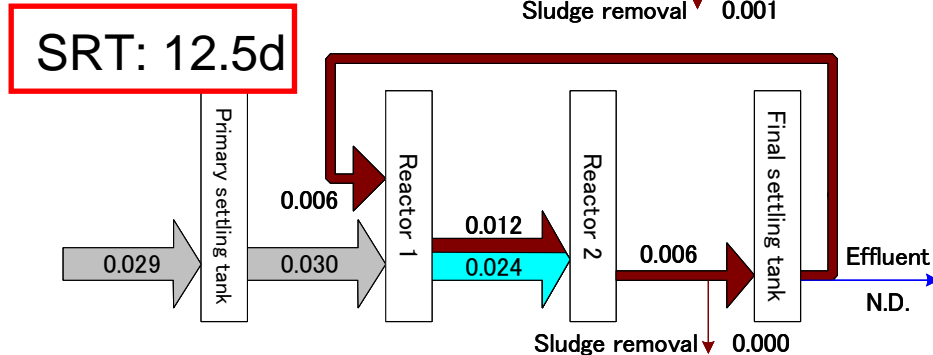 Sludge removal 0.001
SRT: 12.5d
Primary settling tank
Reactor 1
Reactor 2
Final settling tank
0.006
0.012
0.029
0.030
0.024
0.006
Effluent
N.D.
Sludge removal 0.000